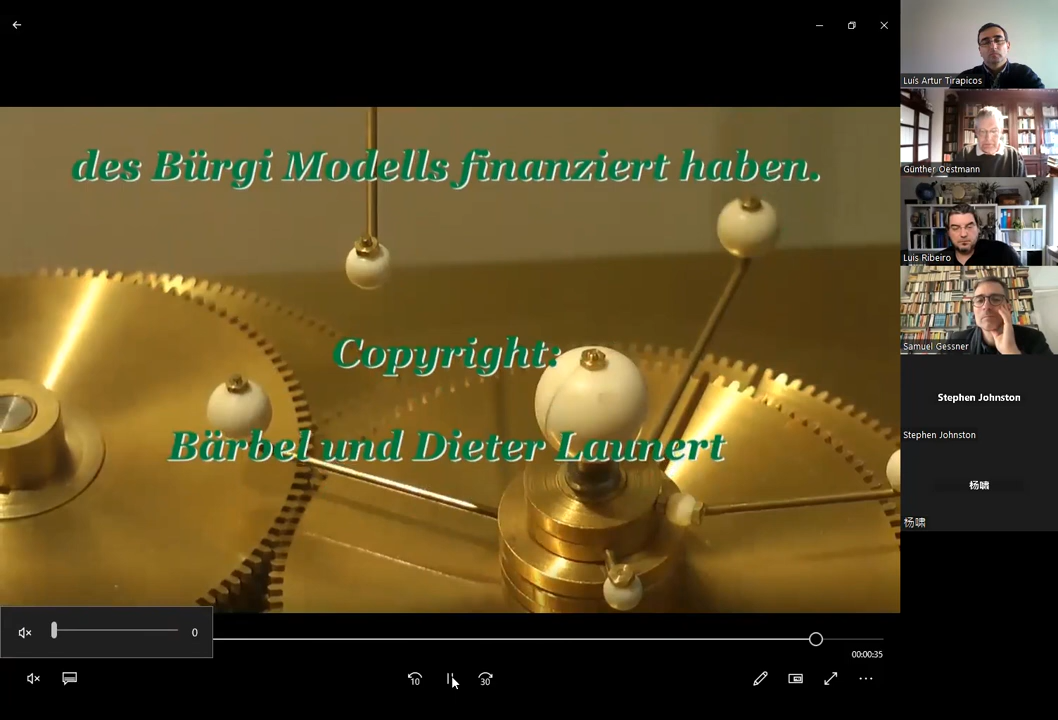 des Bürgi Modells finanziert haben.
Copyright:
Bärbel und Dieter Launert
0
00:00:35
10
30
Luís Artur Tirapicos
Günther Oestmann
Luis Ribeiro
Samuel Gessner
Stephen Johnston
Stephen Johnston
杨啸
杨啸